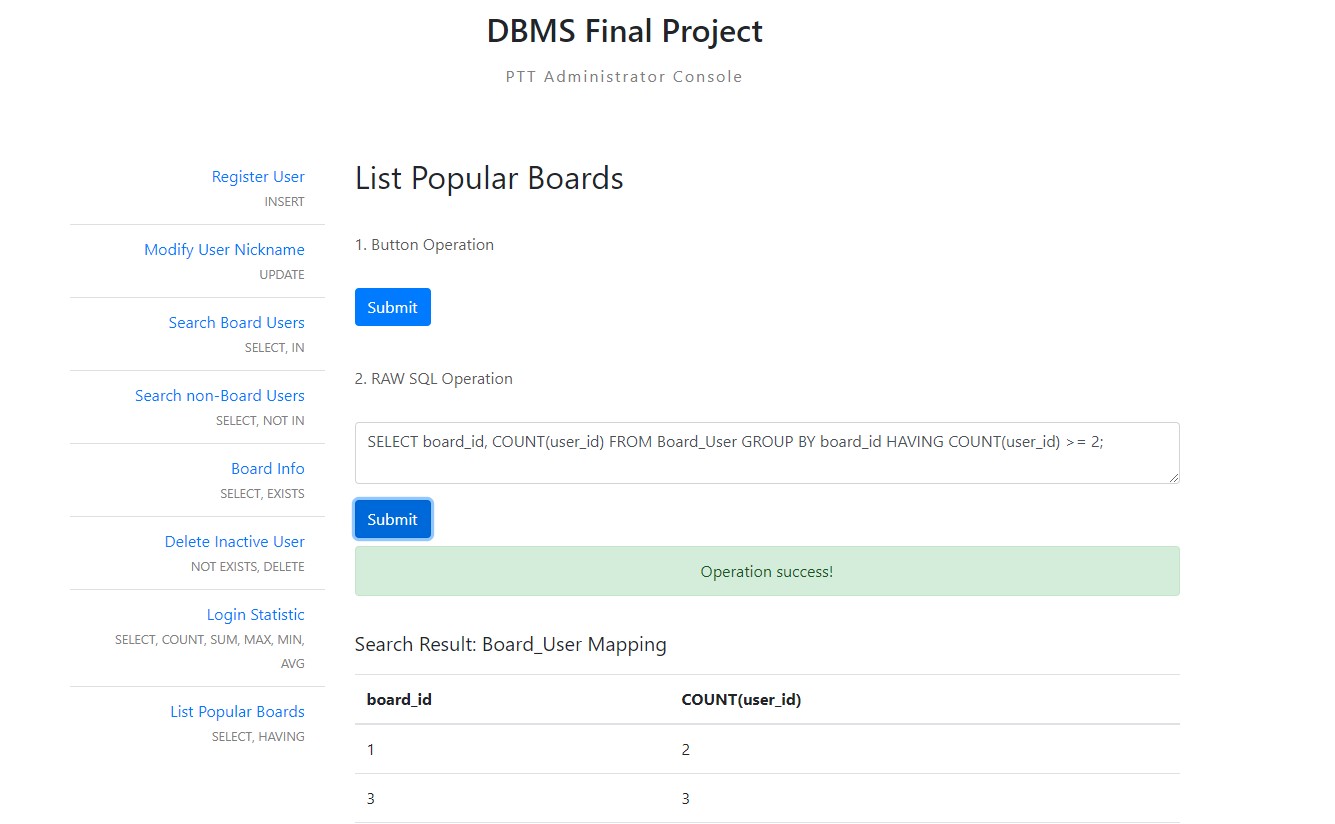 DBMS Final Project
PTT Administrator Console
Register User
INSERT
Modify User Nickname
UPDATE
Search Board Users
SELECT, IN
Search non-Board Users
SELECT, NOT IN
Board Info
SELECT, EXISTS
Delete Inactive User
NOT EXISTS, DELETE
Login Statistic
SELECT, COUNT, SUM, MAX, MIN,
AVG
List Popular Boards
SELECT, HAVING
List Popular Boards
1. Button Operation
Submit
2. RAW SQL Operation
SELECT board_id, COUNT(user_id) FROM Board_User GROUP BY board_id HAVING COUNT(user_id) >= 2;
Submit
Operation success!
Search Result: Board_User Mapping
board_id COUNT(user_id)
1 2
3 3